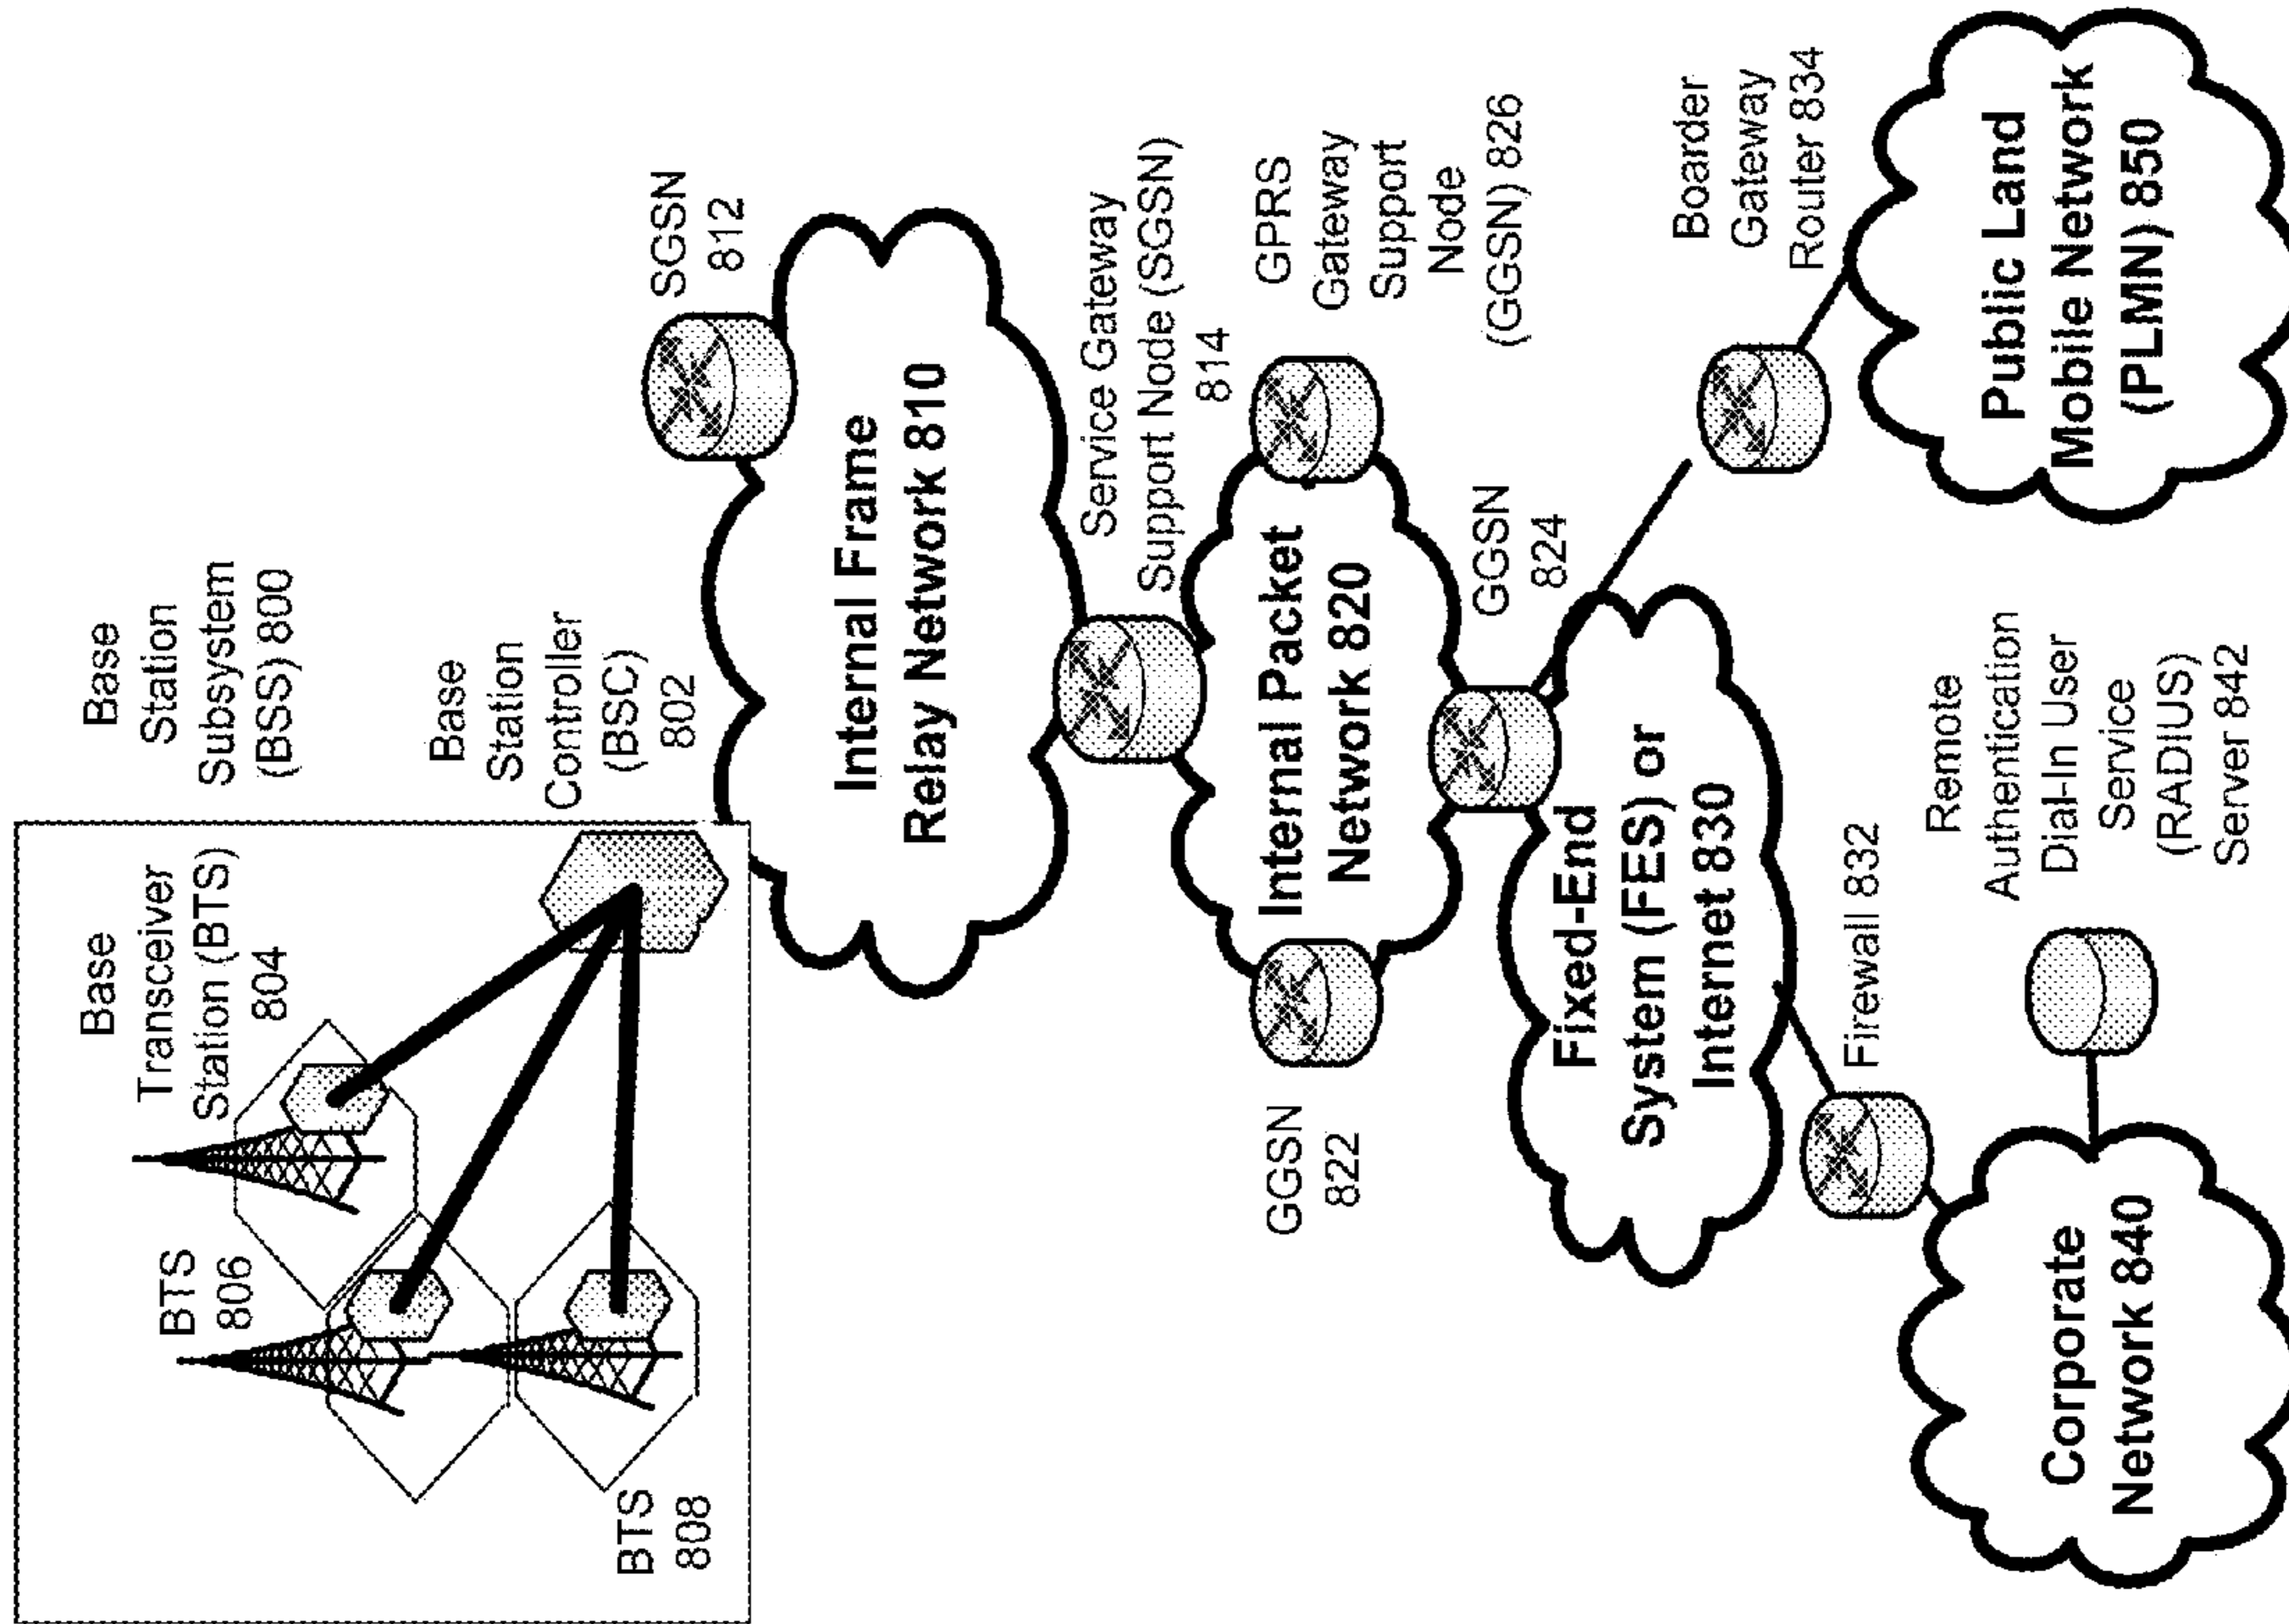 Base
Station
Subsystem
(BSS) 800
Base
Transceiver
Station (BTS)
804
BTS
806
BTS
808
Base
Station
Controller
(BSC)
802
SGSN
812
Internal Frame
Relay Network 810
Service Gateway
Support Node (SGSN)
814
GPRS
Gateway
Support
Node
(GGSN) 826
Internal Packet
Network 820
GGSN
822
GGSN
824
Fixed-End
System (FES) or
Internet 830
Boarder
Gateway
Router 834
Firewall 832
Remote
Authentication
Dial-In User
Service
(RADIUS)
Server 842
Public Land
Mobile Network
(PLMN) 850
Corporate
Network 840